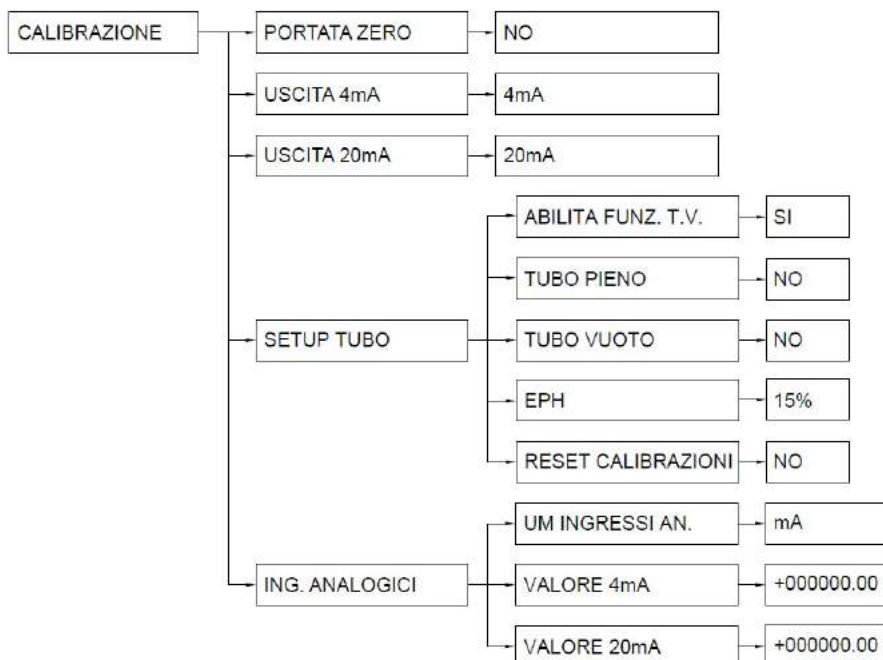 CALIBRAZIONE
PORTATA ZERO
NO
USCITA 4mA
4mA
USCITA 20mA
20mA
SETUP TUBO
ABILITA FUNZ. T.V.
SI
TUBO PIENO
NO
TUBO VUOTO
NO
EPH
15%
RESET CALIBRAZIONI
NO
ING. ANALOGICI
UM INGRESSI AN.
mA
VALORE 4mA
+000000.00
VALORE 20mA
+000000.00